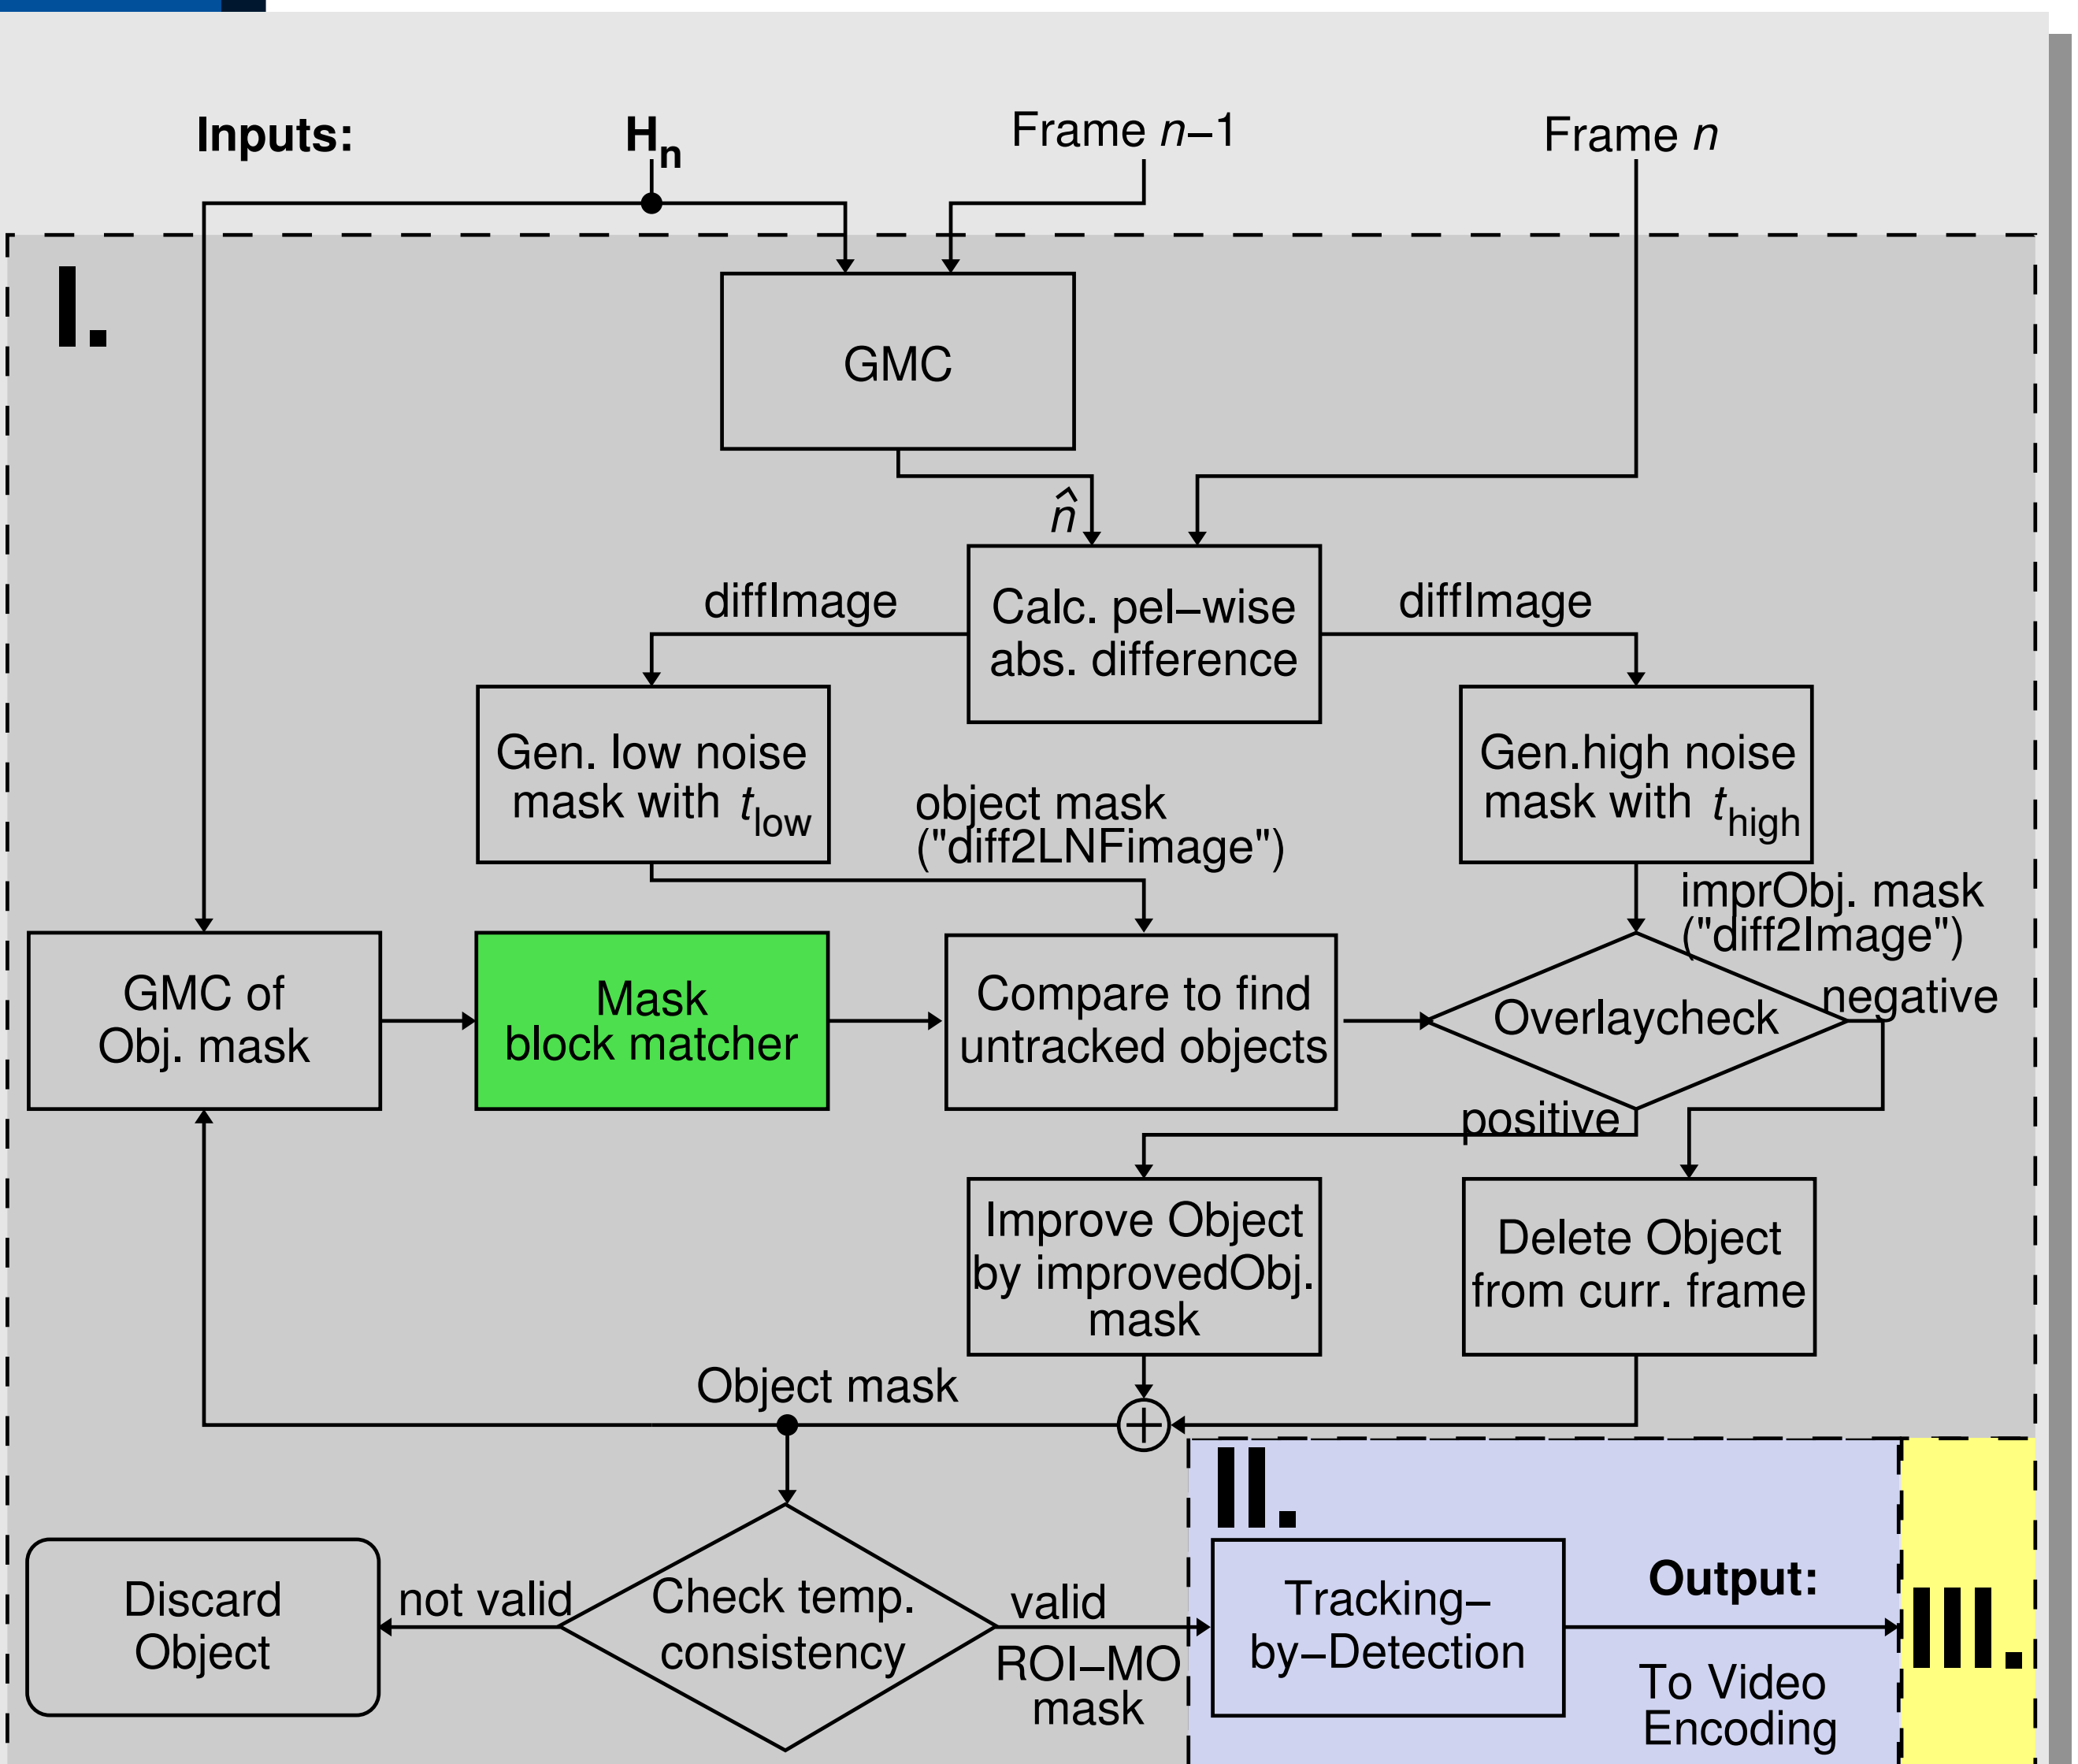 Inputs:
Hn
Frame n–1
Frame n
I.
GMC
n̂
diffImage
Calc. pel–wise
abs. difference
diffImage
Gen. low noise
mask with tlow
object mask
("diff2LNFimage")
Gen.high noise
mask with thigh
imprObj. mask
("diff2Image")
GMC of
Obj. mask
Mask
block matcher
Compare to find
untracked objects
Overlaycheck
negative
positive
Improve Object
by improvedObj.
mask
Delete Object
from curr. frame
Object mask
II.
Discard
Object
not valid
Check temp.
consistency
valid
ROI–MO
mask
Tracking–
by–Detection
Output:
To Video
Encoding
III.